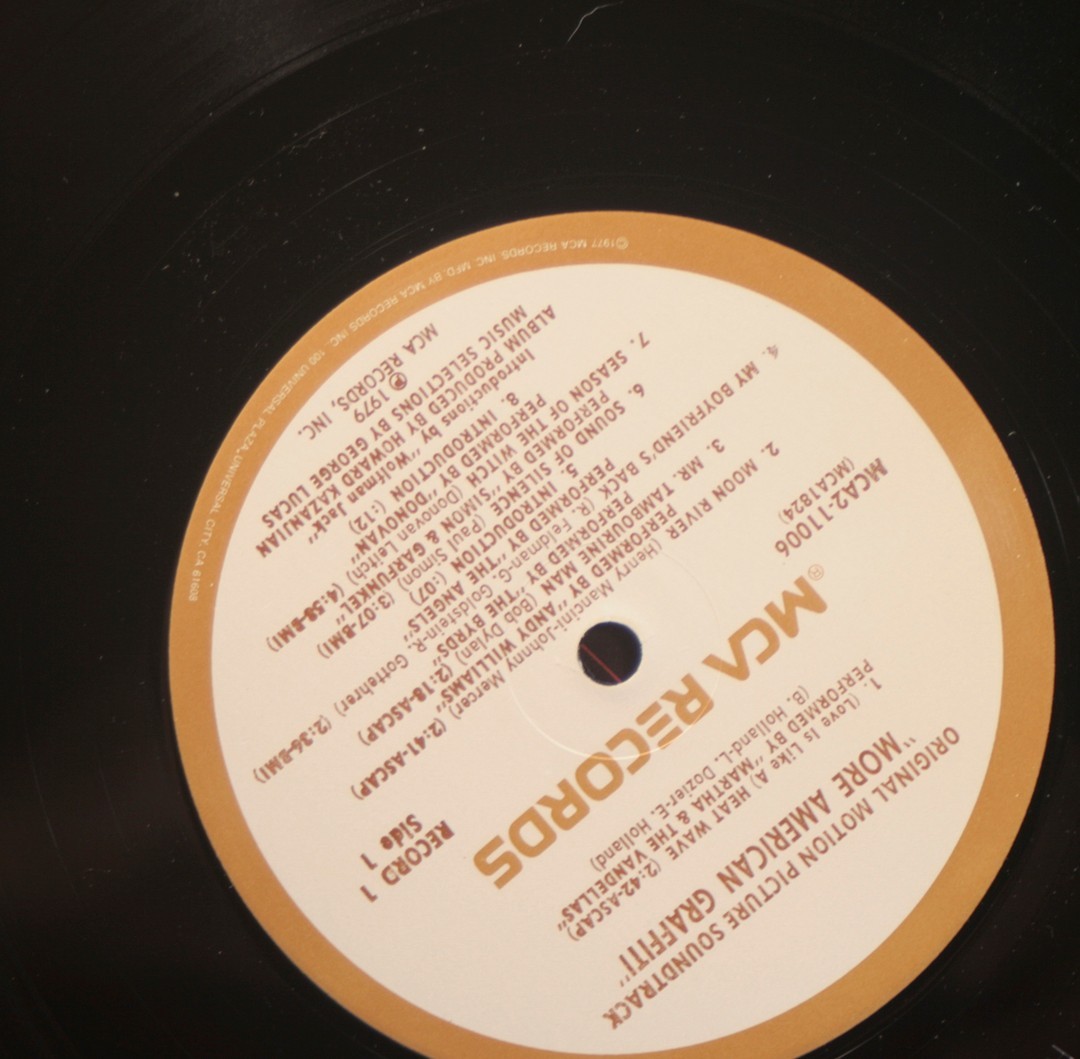 ORIGINAL MOTION PICTURE SOUNDTRACK
"MORE AMERICAN GRAFFITI"
1. (Love Is Like A) HEAT WAVE (2:42-ASCAP)
(B. Holland-L. Dozier-E. Holland)
PERFORMED BY "MARTHA & THE VANDELLAS"
MCA RECORDS®
MCA2-11006
(MCA1824)
RECORD 1
Side 1
2. MOON RIVER (2:41-ASCAP)
(Henry Mancini-Johnny Mercer)
PERFORMED BY "ANDY WILLIAMS"
3. MR. TAMBOURINE MAN (2:18-ASCAP)
(Bob Dylan)
PERFORMED BY "THE BYRDS"
4. MY BOYFRIEND'S BACK (2:36-BMI)
(R. Feldman-G. Goldstein-R. Gottehrer)
PERFORMED BY "THE ANGELS"
5. INTRODUCTION (:07)
6. SOUND OF SILENCE (3:07-BMI)
(Paul Simon)
PERFORMED BY "SIMON & GARFUNKEL"
7. SEASON OF THE WITCH (4:58-BMI)
(Donovan Leitch)
PERFORMED BY "DONOVAN"
8. INTRODUCTION (:12)
Introductions by "Wolfman Jack"
ALBUM PRODUCED BY HOWARD KAZANJIAN
MUSIC SELECTIONS BY GEORGE LUCAS
℗ 1979
MCA RECORDS, INC.
©1977 MCA RECORDS, INC. MFD. BY MCA RECORDS INC. 100 UNIVERSAL PLAZA, UNIVERSAL CITY, CA 61608